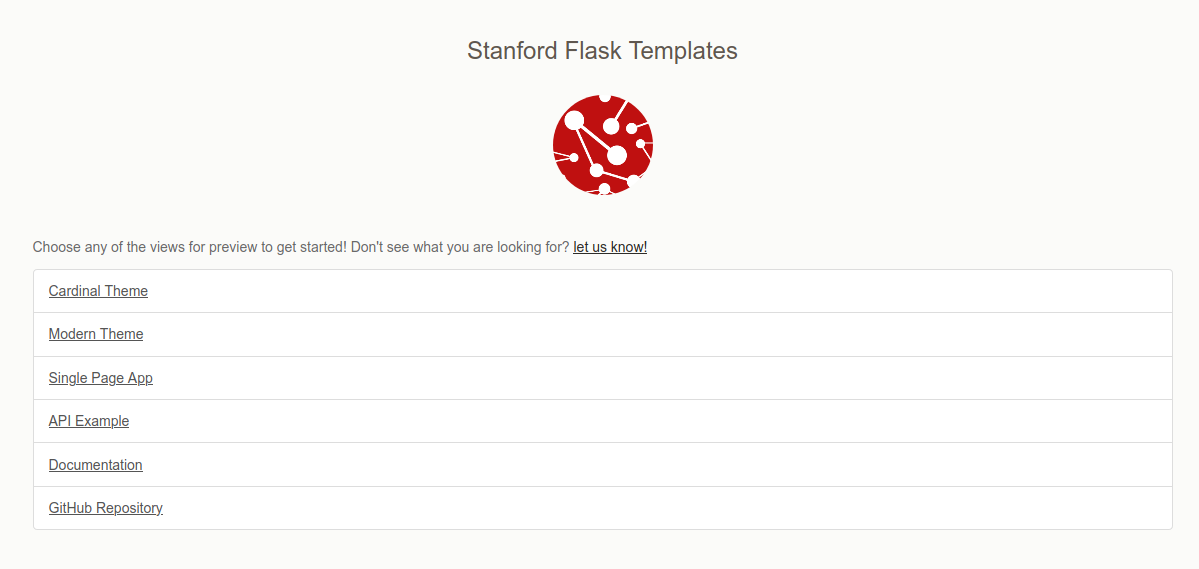 Stanford Flask Templates
Choose any of the views for preview to get started! Don't see what you are looking for? let us know!
Cardinal Theme
Modern Theme
Single Page App
API Example
Documentation
GitHub Repository